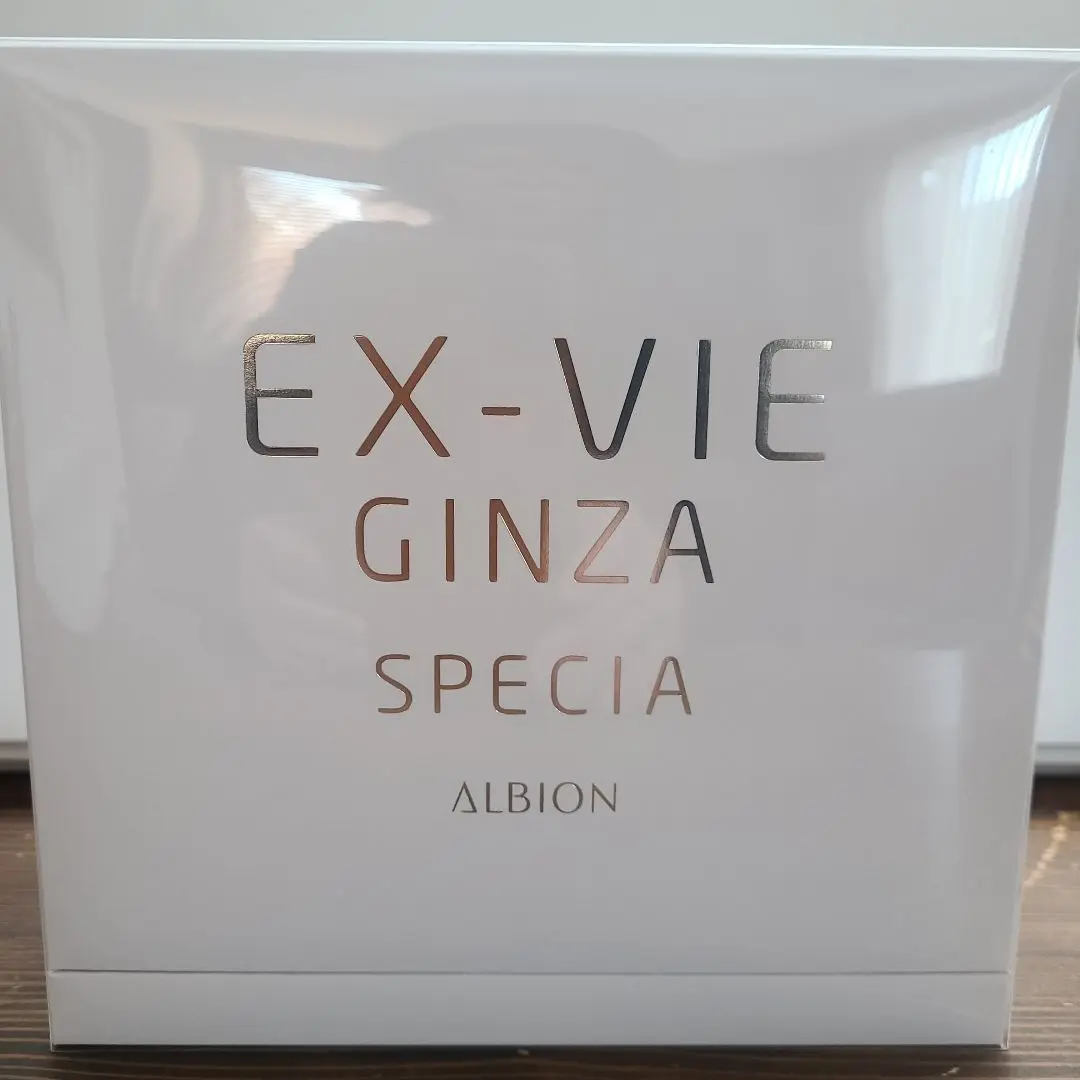 EX-VIE
GINZA
SPECIA
ALBION